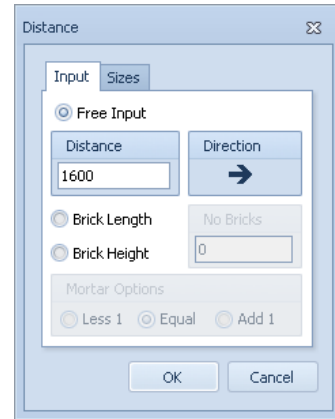 Distance
Input Sizes
Free Input
Distance Direction
1600
Brick Length No Bricks
Brick Height 0
Mortar Options
Less 1 Equal Add 1
OK Cancel